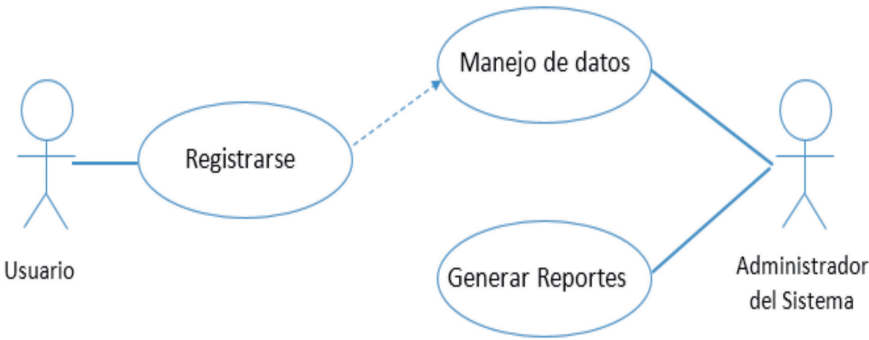 Manejo de datos
Registrarse
Usuario
Generar Reportes
Administrador
del Sistema